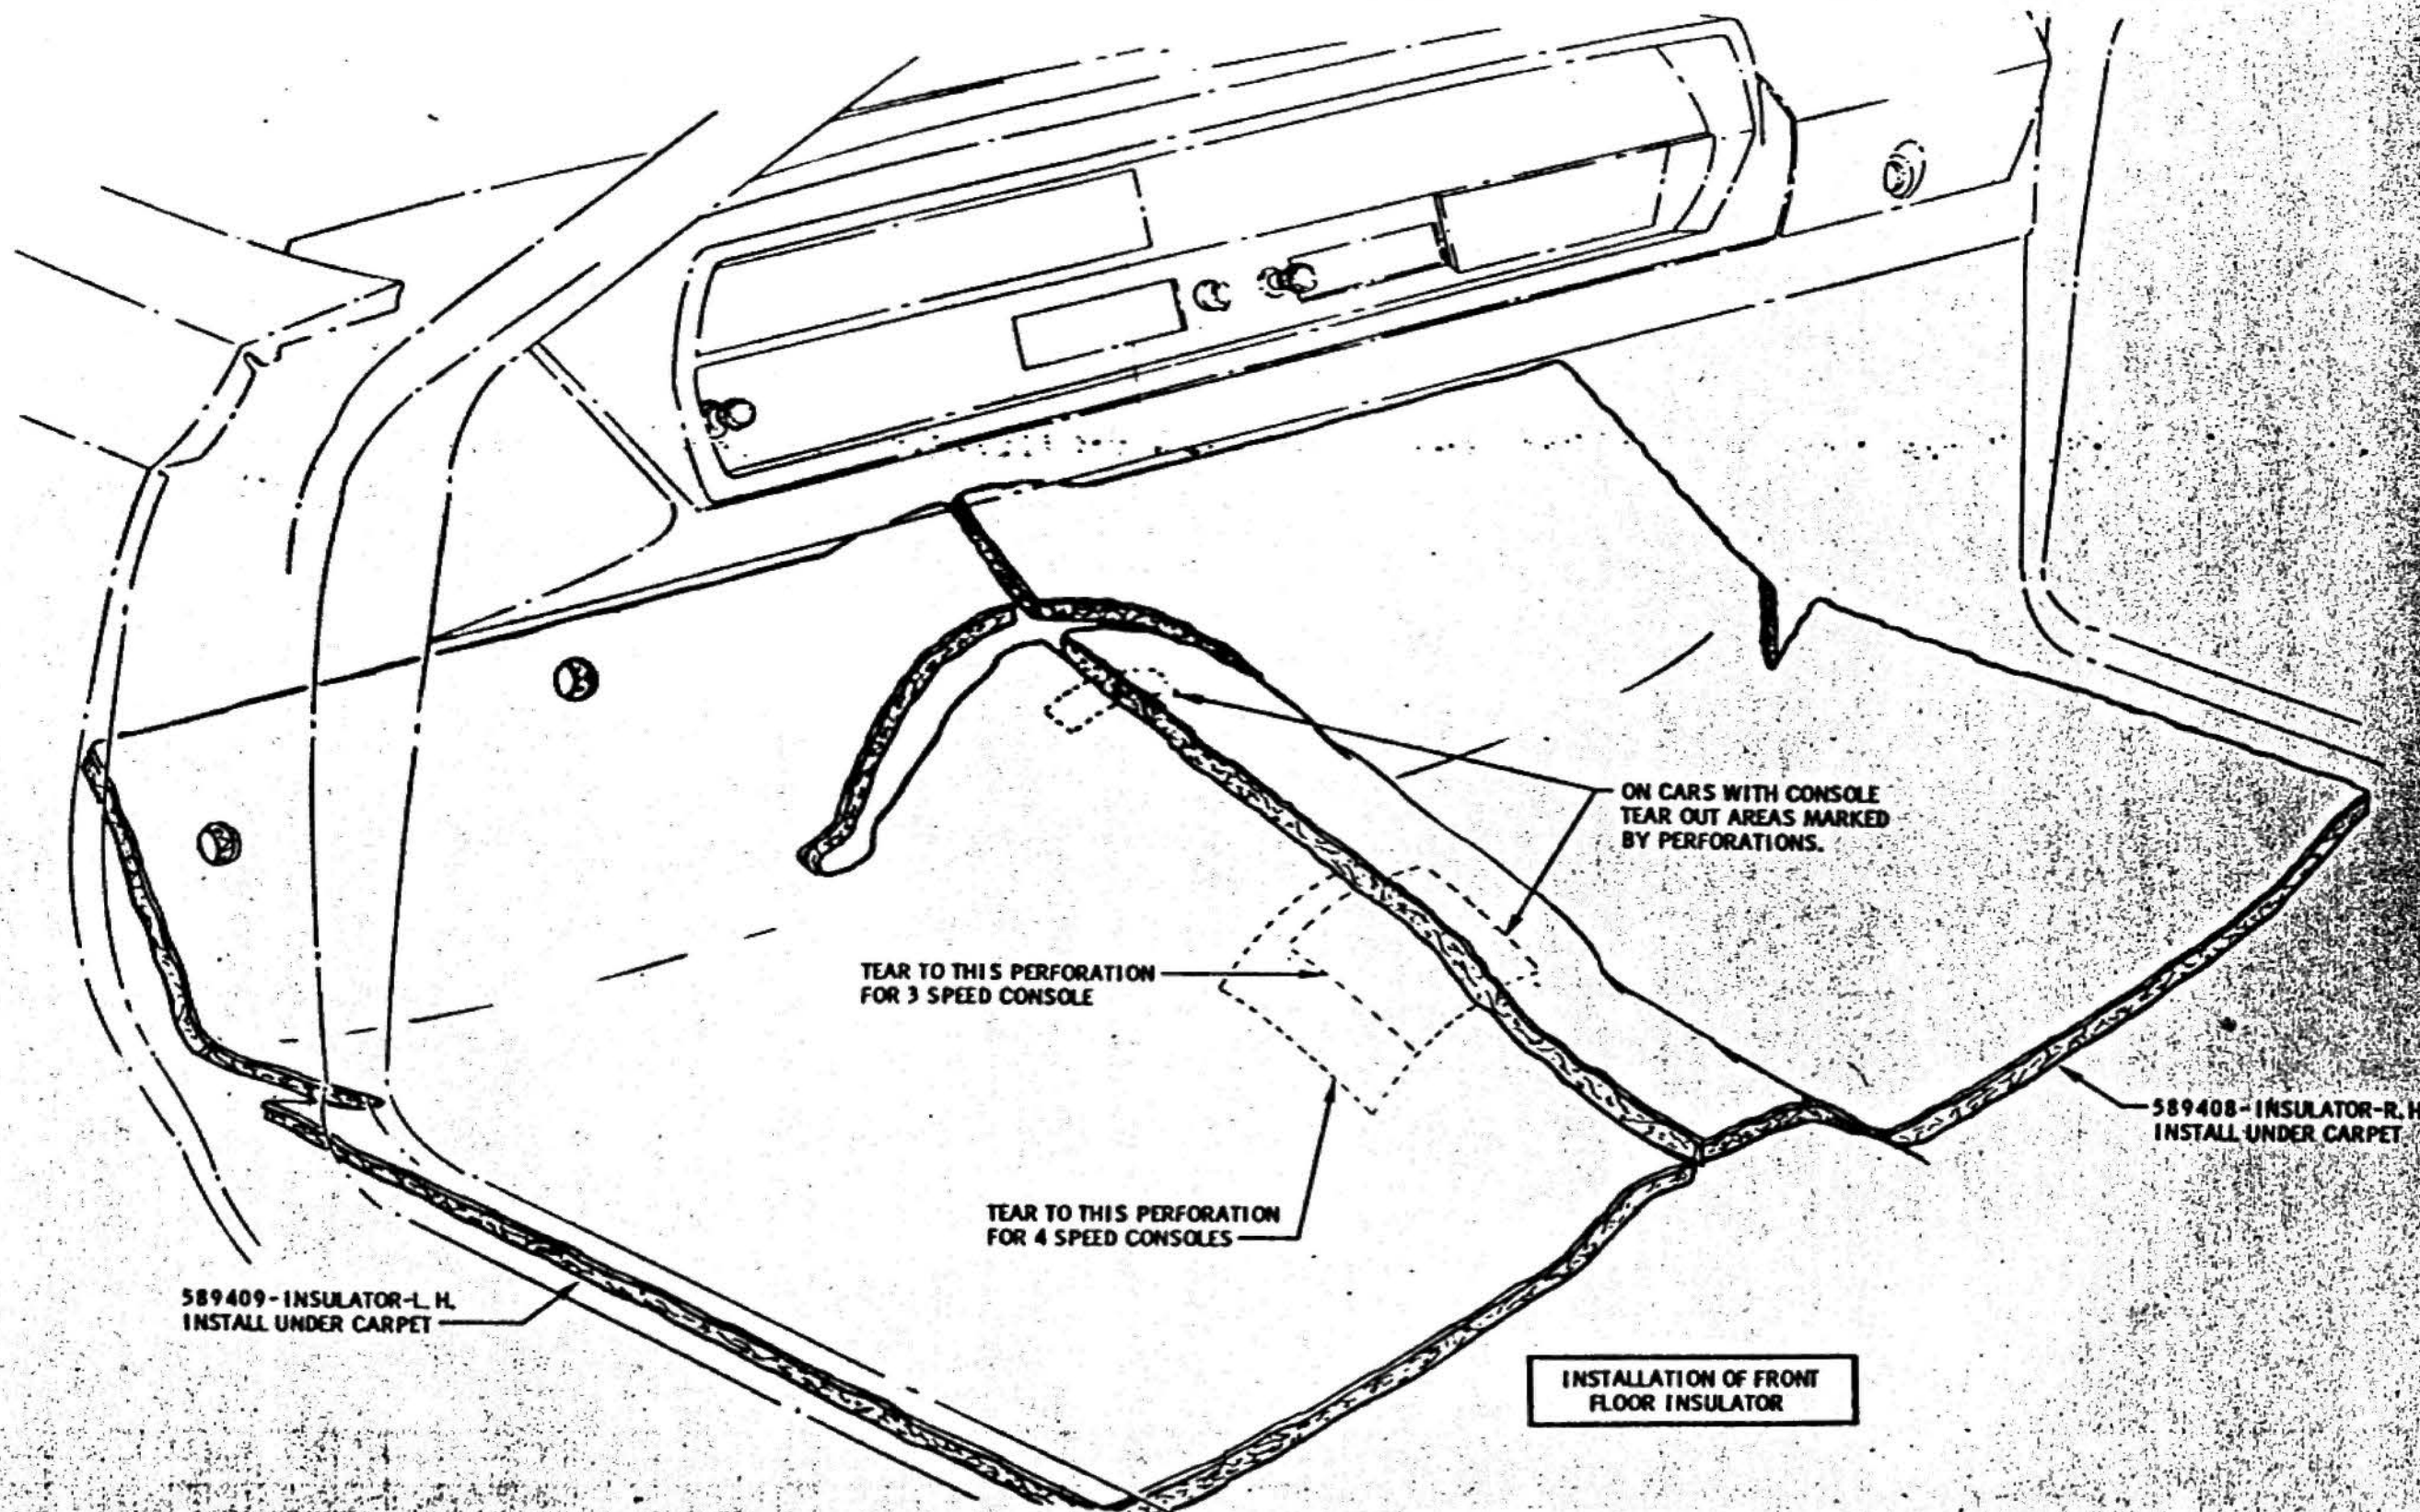 ON CARS WITH CONSOLE
TEAR OUT AREAS MARKED
BY PERFORATIONS.
TEAR TO THIS PERFORATION
FOR 3 SPEED CONSOLE
589408-INSULATOR-R.H
INSTALL UNDER CARPET
TEAR TO THIS PERFORATION
FOR 4 SPEED CONSOLES
589409-INSULATOR-L.H.
INSTALL UNDER CARPET
INSTALLATION OF FRONT
FLOOR INSULATOR